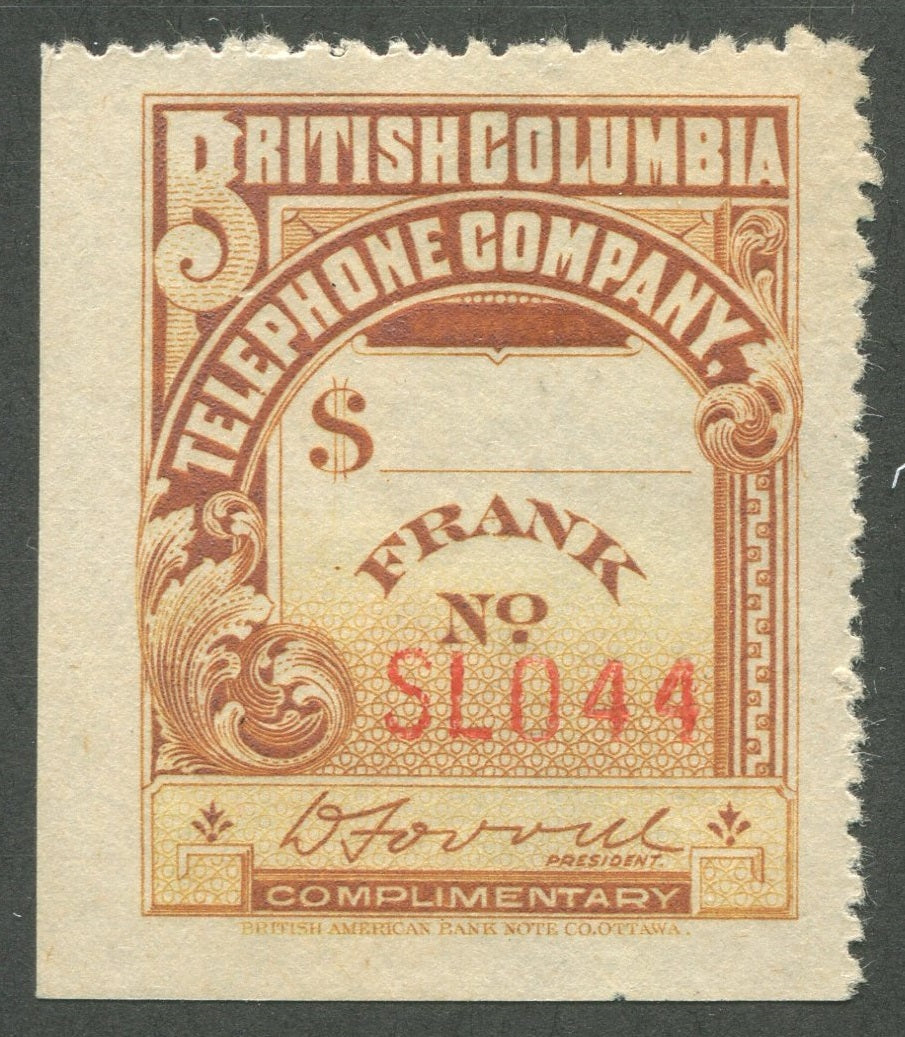 BRITISH COLUMBIA
TELEPHONE COMPANY.
$
FRANK
No
SL044
PRESIDENT.
COMPLIMENTARY
BRITISH AMERICAN BANK NOTE CO. OTTAWA.